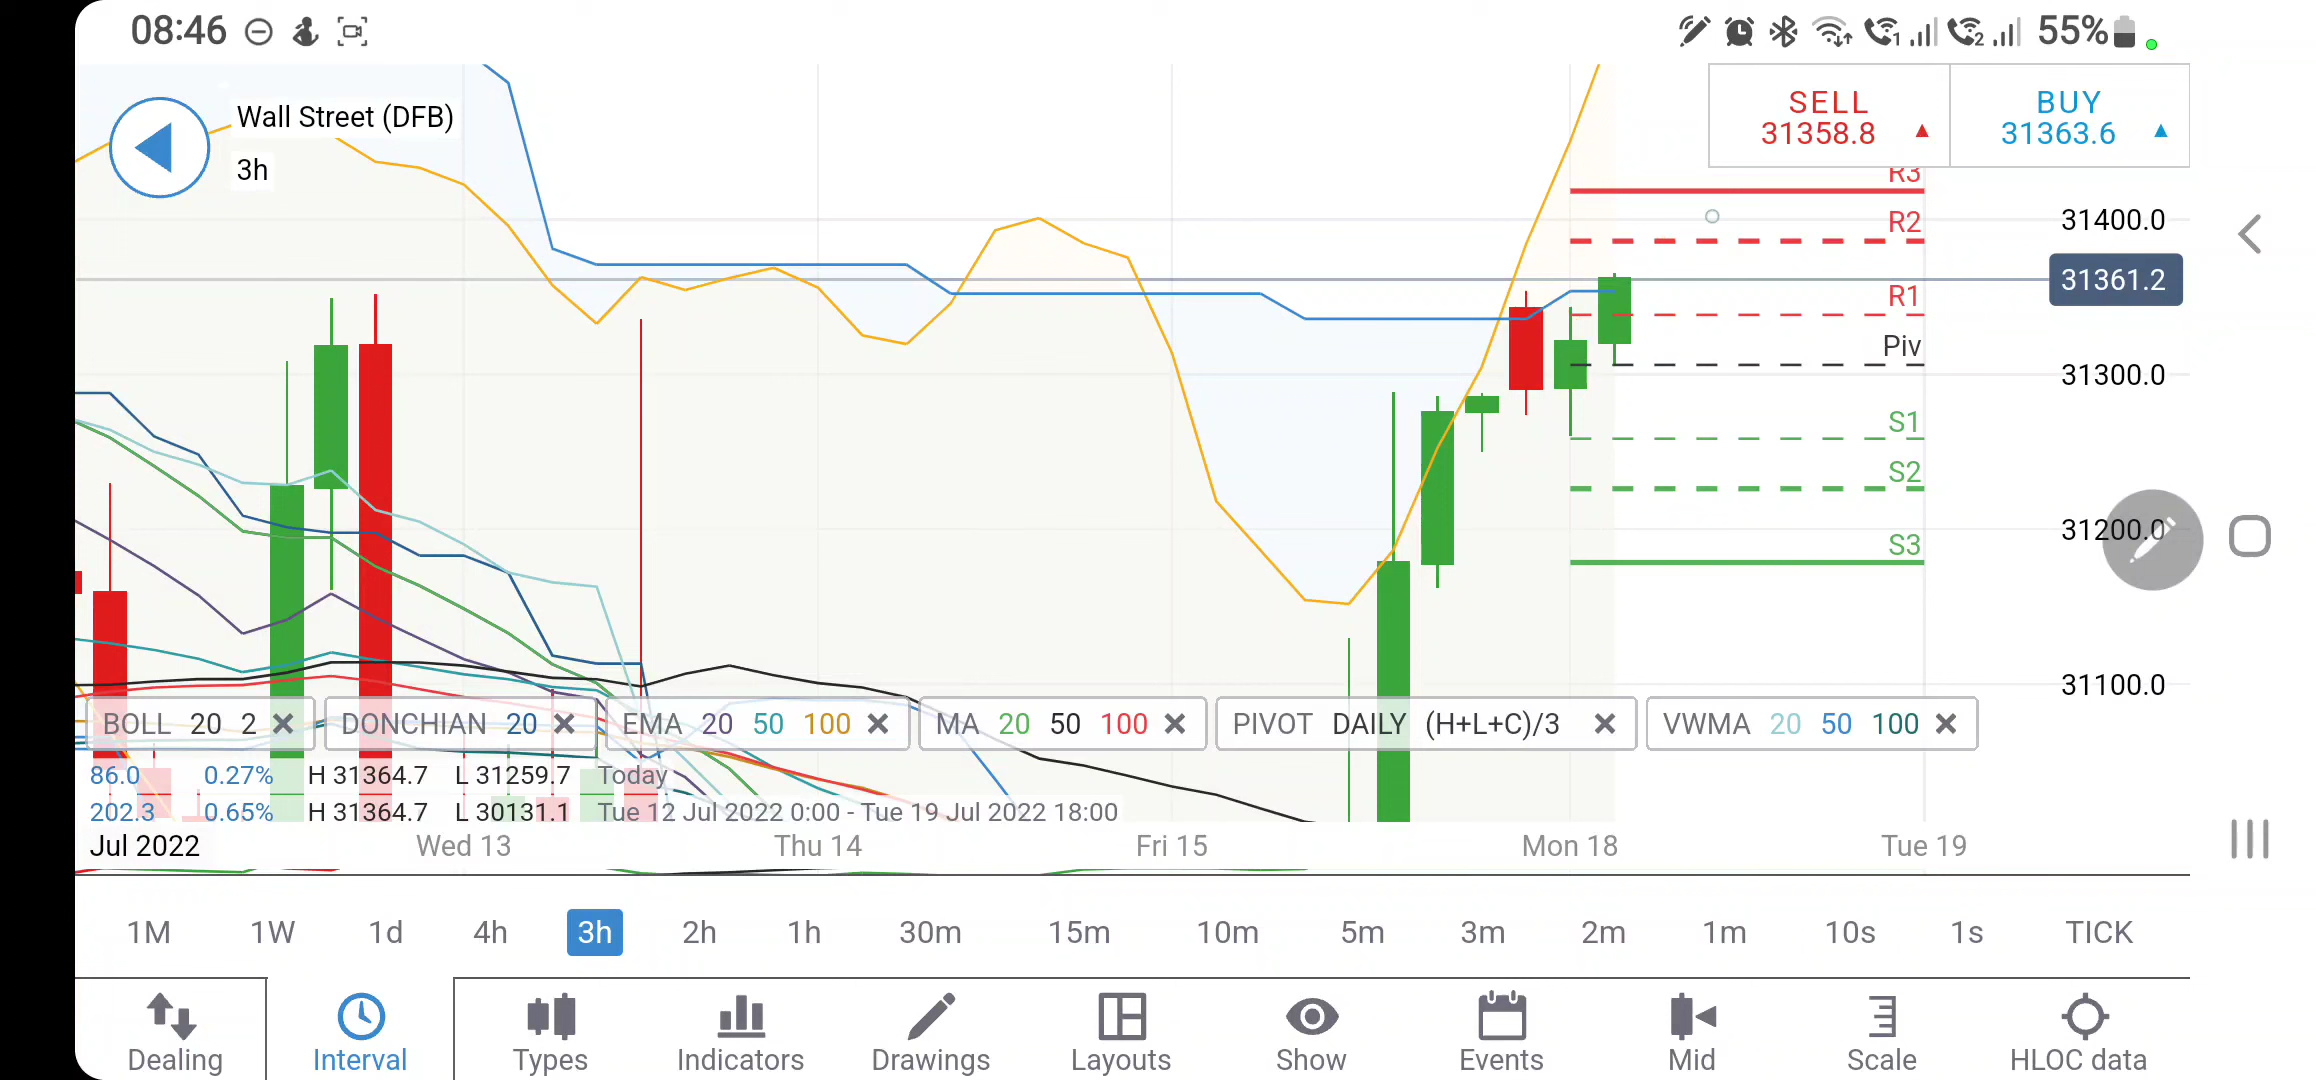 08:46
1
2
55%
Wall Street (DFB)
3h
SELL
31358.8
BUY
31363.6
R3
R2
R1
Piv
S1
S2
S3
31400.0
31361.2
31300.0
31200.0
31100.0
BOLL 20 2
DONCHIAN 20
EMA 20 50 100
MA 20 50 100
PIVOT DAILY (H+L+C)/3
VWMA 20 50 100
86.0 0.27% H 31364.7 L 31259.7 Today
202.3 0.65% H 31364.7 L 30131.1 Tue 12 Jul 2022 0:00 - Tue 19 Jul 2022 18:00
Jul 2022 Wed 13 Thu 14 Fri 15 Mon 18 Tue 19
1M 1W 1d 4h 3h 2h 1h 30m 15m 10m 5m 3m 2m 1m 10s 1s TICK
Dealing Interval Types Indicators Drawings Layouts Show Events Mid Scale HLOC data